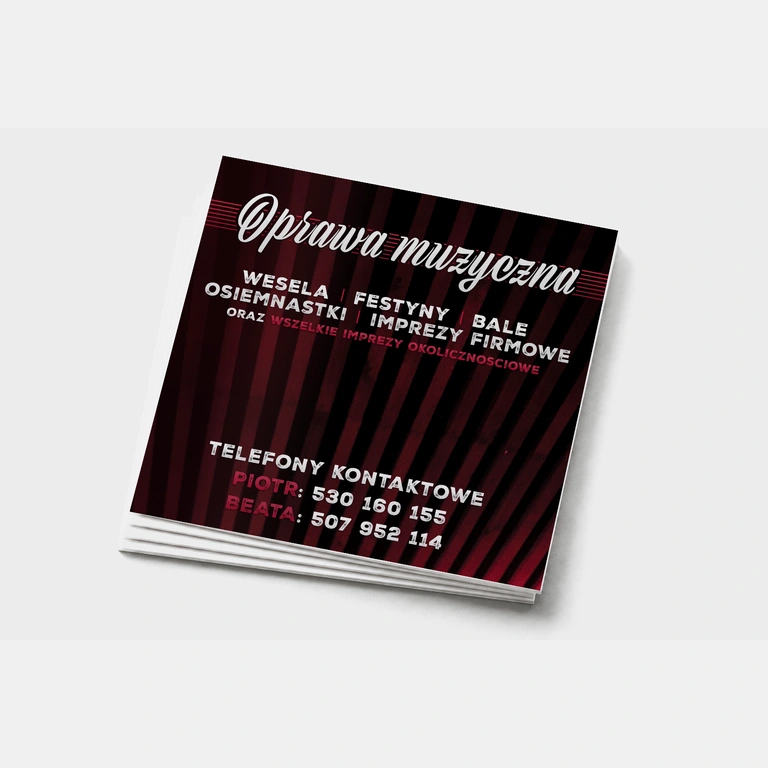 Oprawa muzyczna
WESELA | FESTYNY | BALE
OSIEMNASTKI | IMPREZY FIRMOWE
ORAZ WSZELKIE IMPREZY OKOLICZNOSCIOWE
TELEFONY KONTAKTOWE
PIOTR: 530 160 155
BEATA: 507 952 114